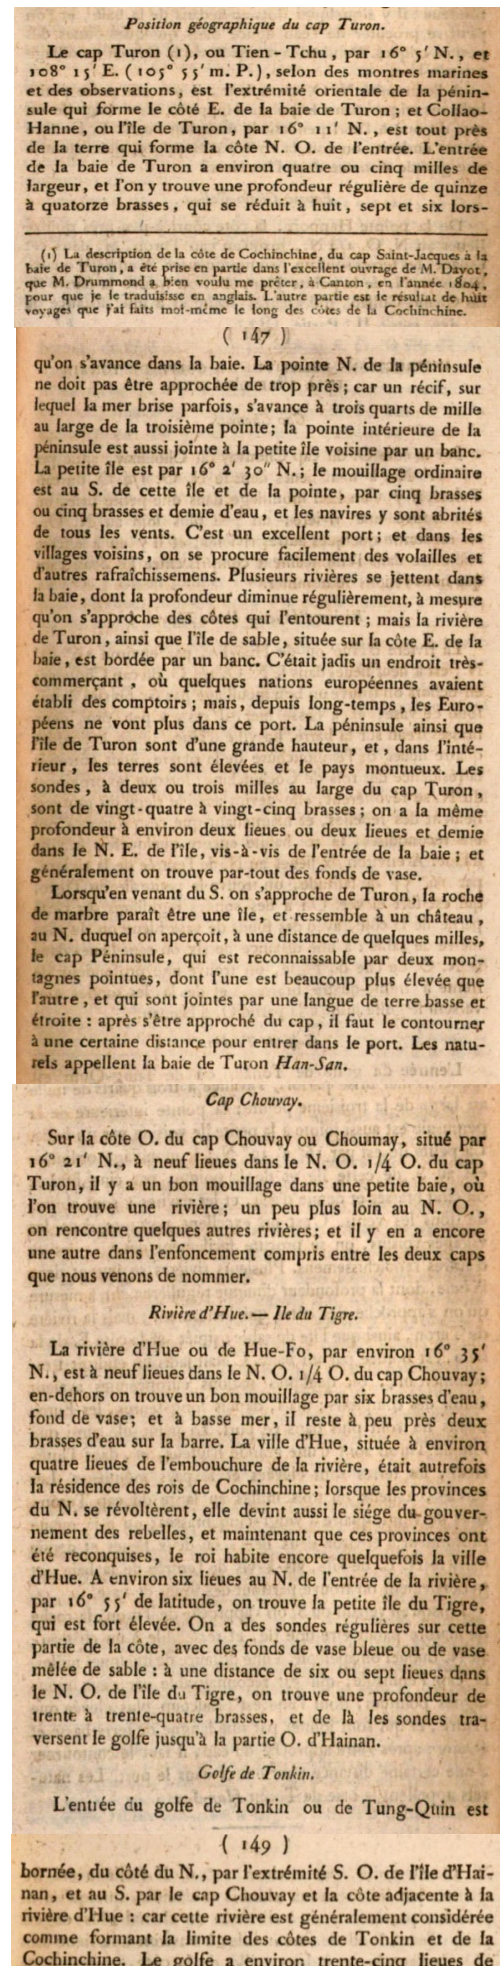 Position géographique du cap Turon.
Le cap Turon (1), ou Tien-Tchu, par 16° 5' N., et
108° 15' E. (105° 55' m. P.), selon des montres marines
et des observations, est l'extrémité orientale de la pénin-
sule qui forme le côté E. de la baie de Turon ; et Collao-
Hanne, ou l'île de Turon, par 16° 11' N., est tout près
de la terre qui forme la côte N. O. de l'entrée. L'entrée
de la baie de Turon a environ quatre ou cinq milles de
largeur, et l'on y trouve une profondeur régulière de quinze
à quatorze brasses, qui se réduit à huit, sept et six lors-
(1) La description de la côte de Cochinchine, du cap Saint-Jacques à la
baie de Turon, a été prise en partie dans l'excellent ouvrage de M. Dayot,
que M. Drummond a bien voulu me prêter, à Canton, en l'année 1804,
pour que je le traduisisse en anglais. L'autre partie est le résultat de huit
voyages que j'ai faits moi-même le long des côtes de la Cochinchine.
( 147 )
qu'on s'avance dans la baie. La pointe N. de la péninsule
ne doit pas être approchée de trop près ; car un récif, sur
lequel la mer brise parfois, s'avance à trois quarts de mille
au large de la troisième pointe ; la pointe intérieure de la
péninsule est aussi jointe à la petite île voisine par un banc.
La petite île est par 16° 2' 30" N. ; le mouillage ordinaire
est au S. de cette île et de la pointe, par cinq brasses
ou cinq brasses et demie d'eau, et les navires y sont abrités
de tous les vents. C'est un excellent port ; et dans les
villages voisins, on se procure facilement des volailles et
d'autres rafraîchissemens. Plusieurs rivières se jettent dans
la baie, dont la profondeur diminue régulièrement, à mesure
qu'on s'approche des côtes qui l'entourent ; mais la rivière
de Turon, ainsi que l'île de sable, située sur la côte E. de la
baie, est bordée par un banc. C'était jadis un endroit très-
commerçant , où quelques nations européennes avaient
établi des comptoirs ; mais, depuis long-temps, les Euro-
péens ne vont plus dans ce port. La péninsule ainsi que
l'île de Turon sont d'une grande hauteur, et, dans l'inté-
rieur , les terres sont élevées et le pays montueux. Les
sondes , à deux ou trois milles au large du cap Turon,
sont de vingt-quatre à vingt-cinq brasses ; on a la même
profondeur à environ deux lieues ou deux lieues et demie
dans le N. E. de l'île, vis-à-vis de l'entrée de la baie ; et
généralement on trouve par-tout des fonds de vase.
Lorsqu'en venant du S. on s'approche de Turon, la roche
de marbre paraît être une île, et ressemble à un château,
au N. duquel on aperçoit, à une distance de quelques milles,
le cap Péninsule, qui est reconnaissable par deux mon-
tagnes pointues, dont l'une est beaucoup plus élevée que
l'autre, et qui sont jointes par une langue de terre basse et
étroite : après s'être approché du cap, il faut le contourner
à une certaine distance pour entrer dans le port. Les natu-
rels appellent la baie de Turon Han-San.
Cap Chouvay.
Sur la côte O. du cap Chouvay ou Choumay, situé par
16° 21' N., à neuf lieues dans le N. O. 1/4 O. du cap
Turon, il y a un bon mouillage dans une petite baie, où
l'on trouve une rivière ; un peu plus loin au N. O.,
on rencontre quelques autres rivières ; et il y en a encore
une autre dans l'enfoncement compris entre les deux caps
que nous venons de nommer.
Rivière d'Hue. — Ile du Tigre.
La rivière d'Hue ou de Hue-Fo, par environ 16° 35'
N., est à neuf lieues dans le N. O. 1/4 O. du cap Chouvay ;
en-dehors on trouve un bon mouillage par six brasses d'eau,
fond de vase ; et à basse mer, il reste à peu près deux
brasses d'eau sur la barre. La ville d'Hue, située à environ
quatre lieues de l'embouchure de la rivière, était autrefois
la résidence des rois de Cochinchine ; lorsque les provinces
du N. se révoltèrent, elle devint aussi le siége du gouver-
nement des rebelles, et maintenant que ces provinces ont
été reconquises, le roi habite encore quelquefois la ville
d'Hue. A environ six lieues au N. de l'entrée de la rivière,
par 16° 55' de latitude, on trouve la petite île du Tigre,
qui est fort élevée. On a des sondes régulières sur cette
partie de la côte, avec des fonds de vase bleue ou de vase
mêlée de sable : à une distance de six ou sept lieues dans
le N. O. de l'île du Tigre, on trouve une profondeur de
trente à trente-quatre brasses, et de là les sondes tra-
versent le golfe jusqu'à la partie O. d'Hainan.
Golfe de Tonkin.
L'entrée du golfe de Tonkin ou de Tung-Quin est
( 149 )
bornée, du côté du N., par l'extrémité S. O. de l'île d'Hai-
nan, et au S. par le cap Chouvay et la côte adjacente à la
rivière d'Hue : car cette rivière est généralement considérée
comme formant la limite des côtes de Tonkin et de la
Cochinchine. Le golfe a environ trente-cinq lieues de